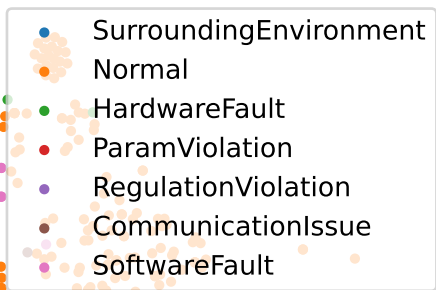 SurroundingEnvironment
Normal
HardwareFault
ParamViolation
RegulationViolation
CommunicationIssue
SoftwareFault